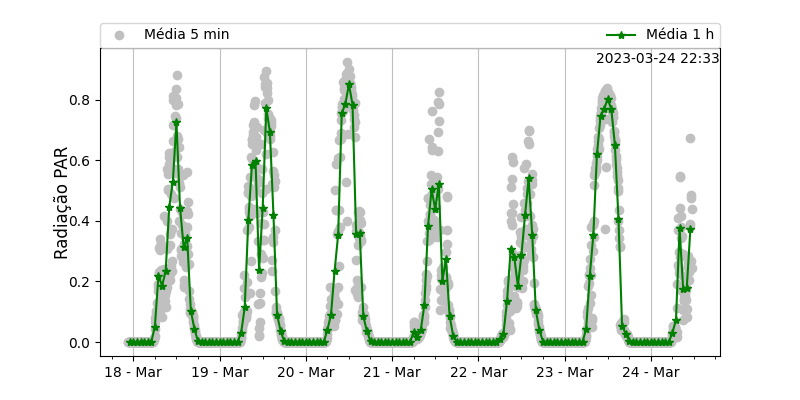 Média 5 min
Média 1 h
2023-03-24 22:33
Radiação PAR
0.8
0.6
0.4
0.2
0.0
18 - Mar
19 - Mar
20 - Mar
21 - Mar
22 - Mar
23 - Mar
24 - Mar